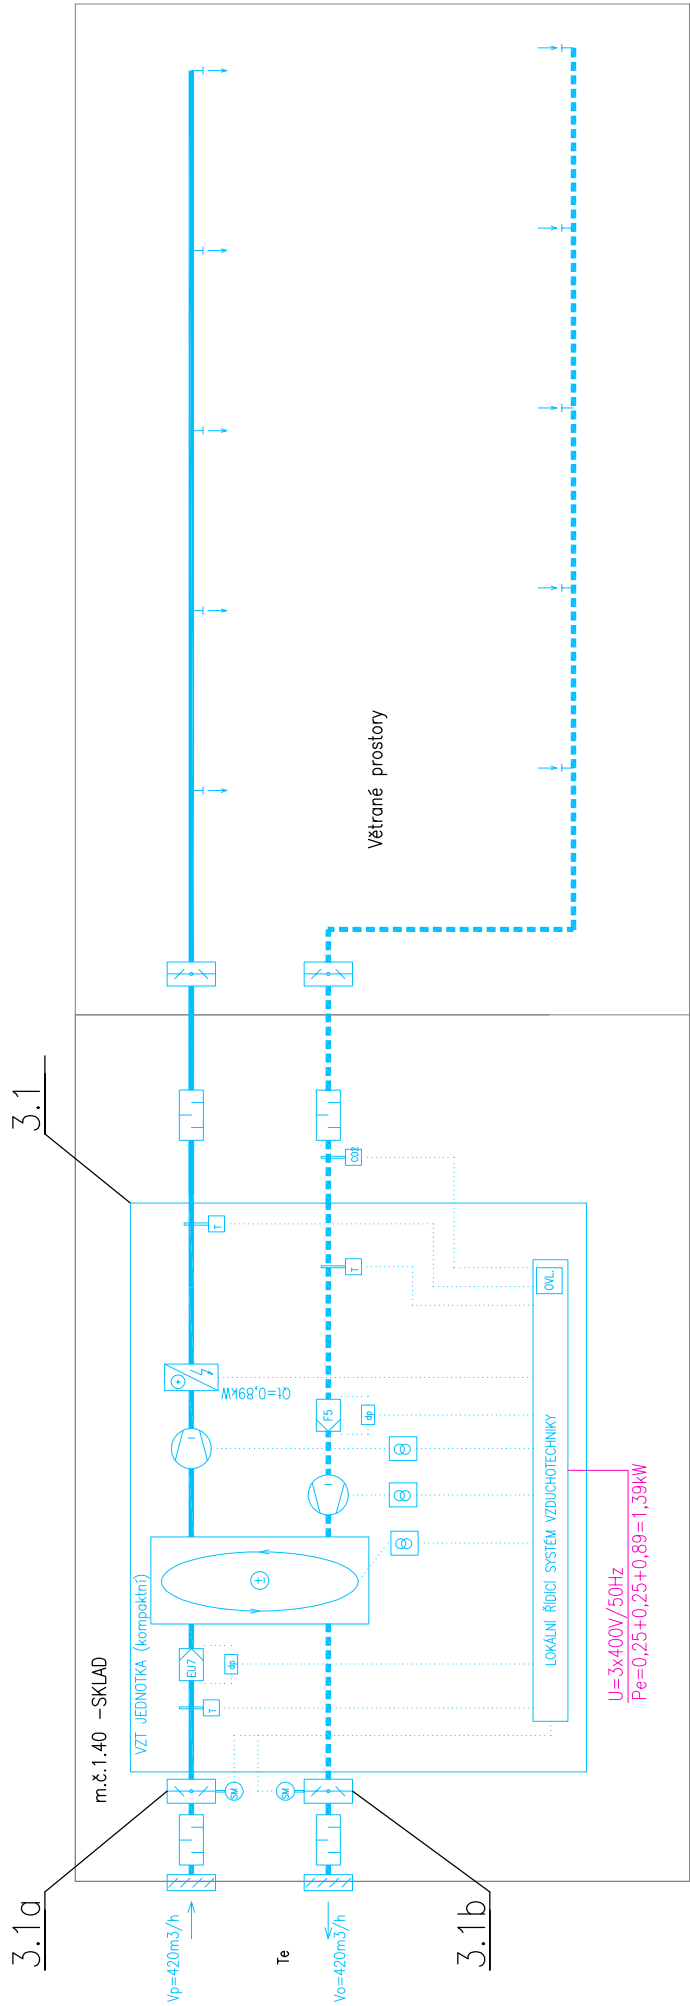 3.1a
3.1
m.č.1.40 –SKLAD
VZT JEDNOTKA (kompaktní)
Vp=420m3/h
EU7
T
SM
dp
Qt=0,89kW
T
Te
SM
±
I
+
Vo=420m3/h
I
F5
dp
T
CO2
Větrané prostory
3.1b
LOKÁLNÍ ŘÍDICÍ SYSTÉM VZDUCHOTECHNIKY
OVL.
U=3x400V/50Hz
Pe=0,25+0,25+0,89=1,39kW